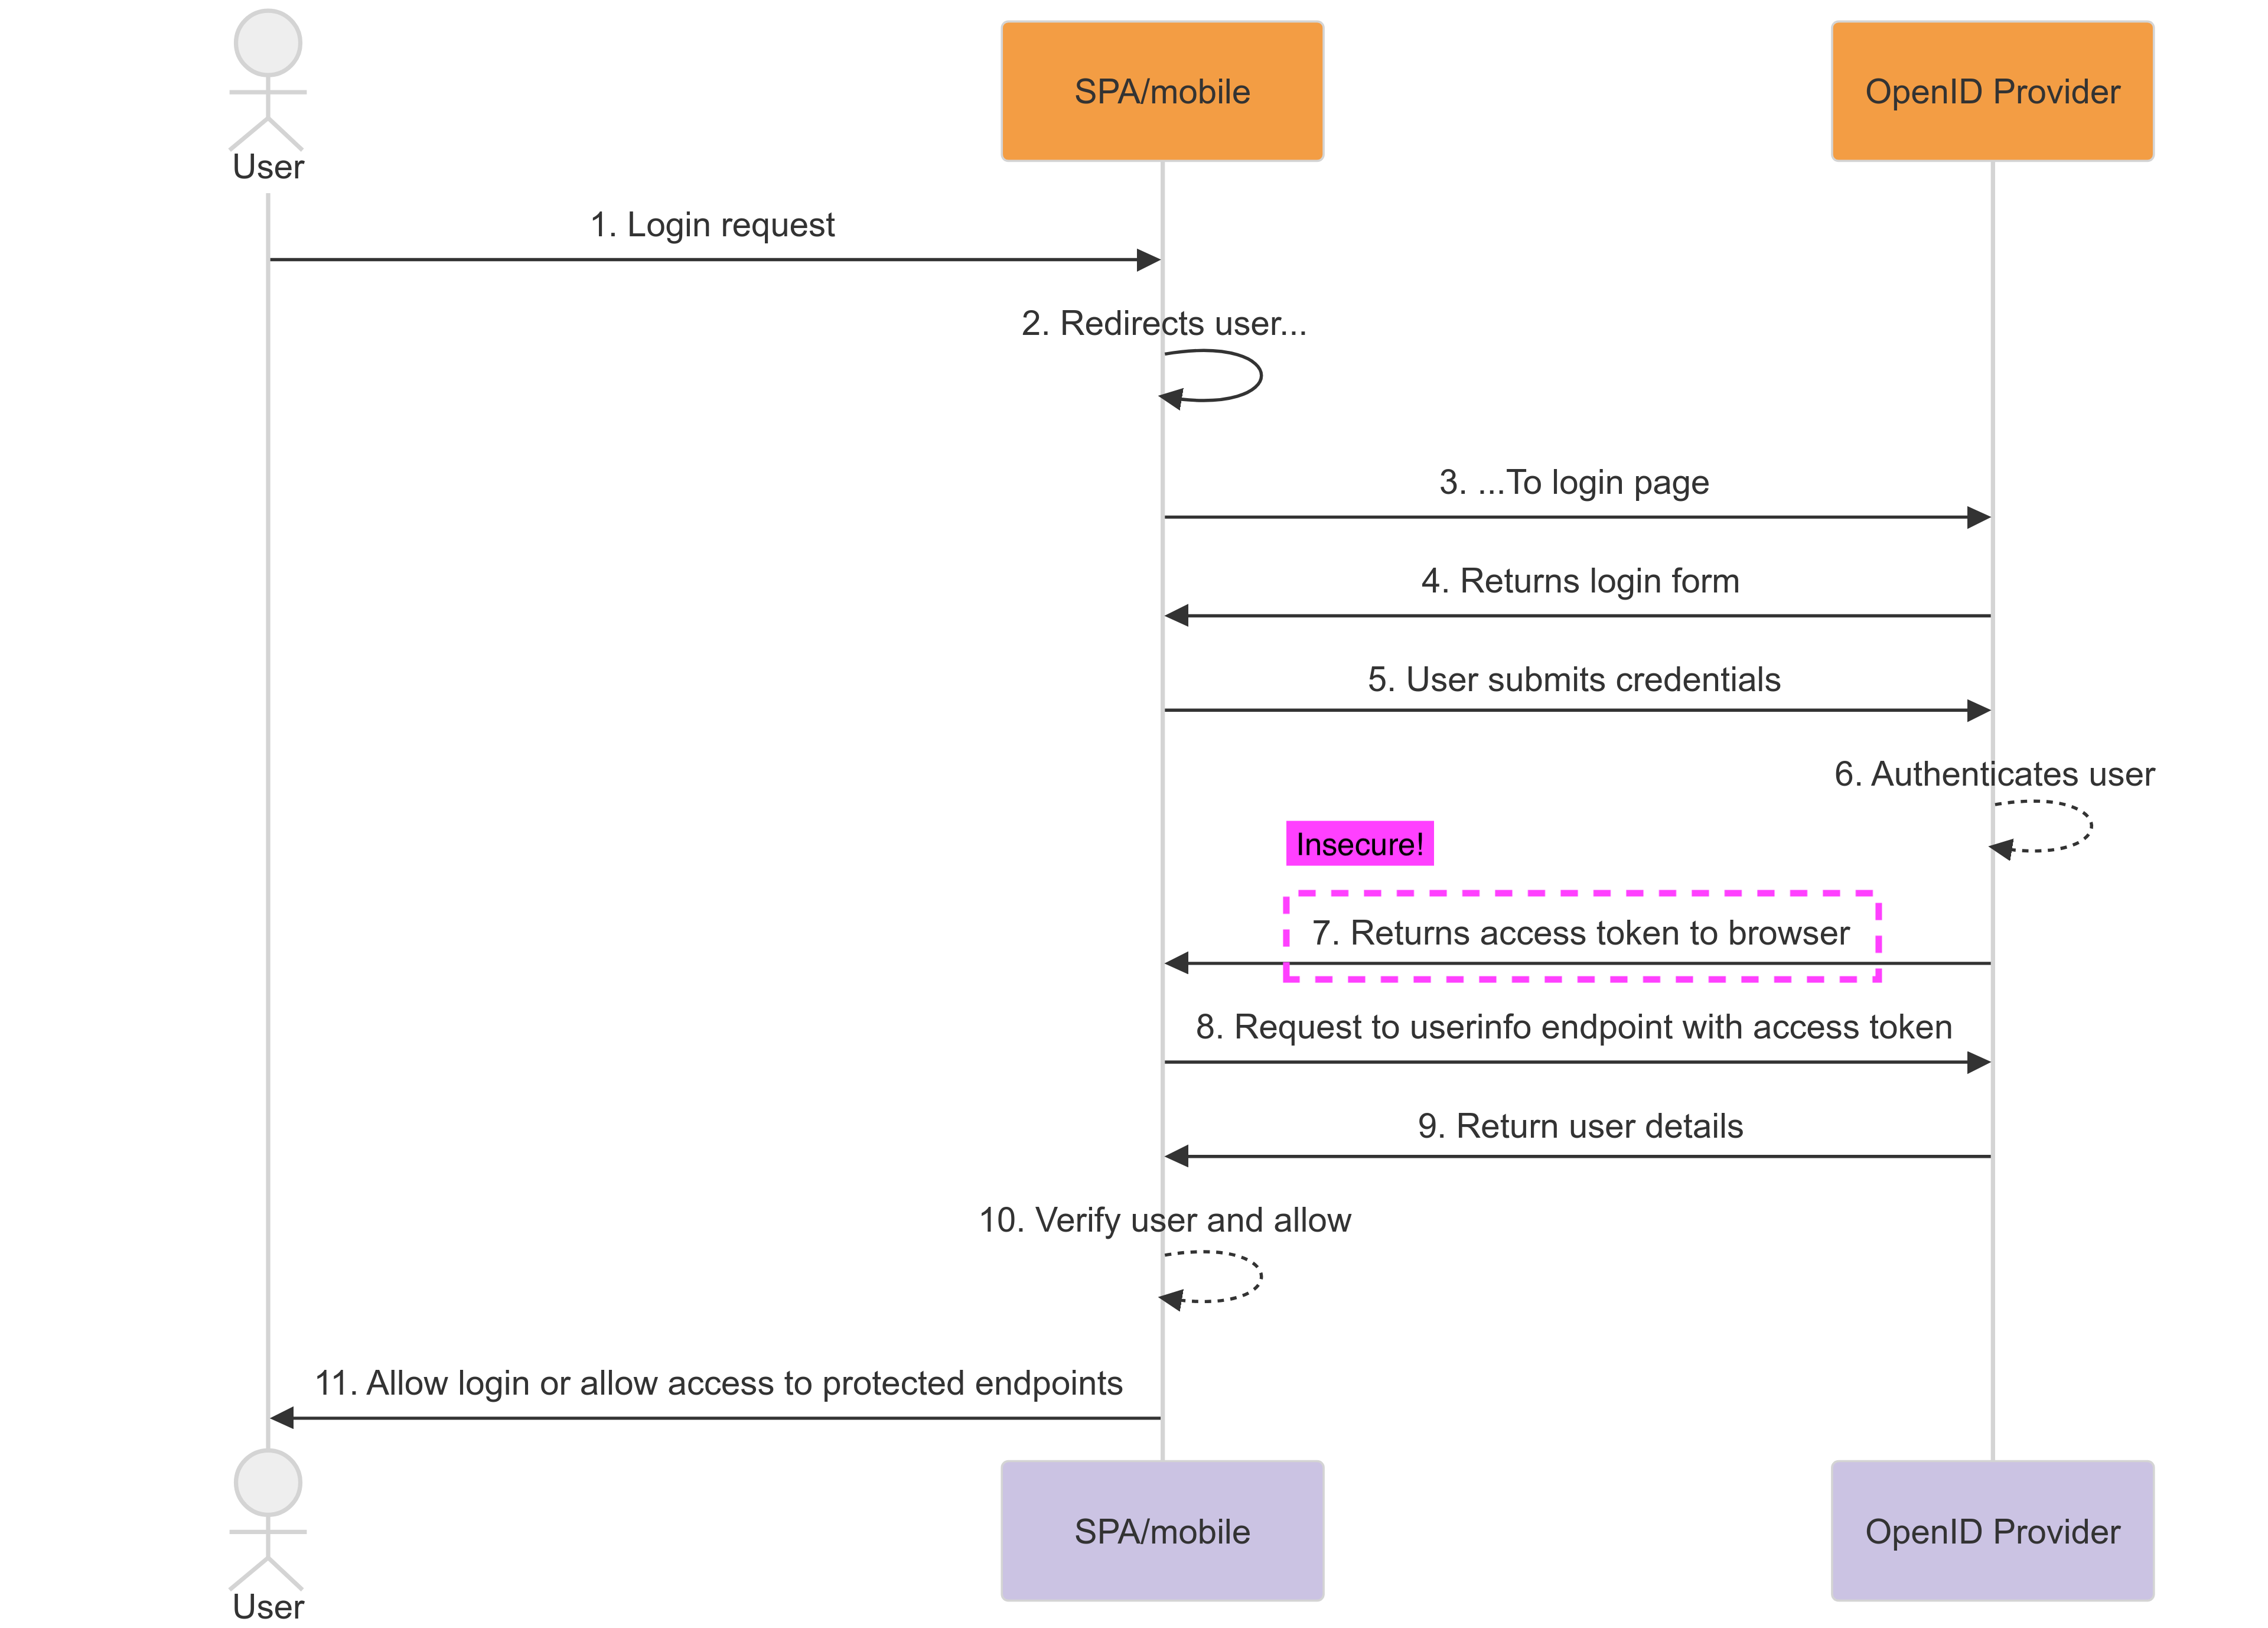 SPA/mobile
OpenID Provider
User
1. Login request
2. Redirects user...
3. ...To login page
4. Returns login form
5. User submits credentials
6. Authenticates user
Insecure!
7. Returns access token to browser
8. Request to userinfo endpoint with access token
9. Return user details
10. Verify user and allow
11. Allow login or allow access to protected endpoints
SPA/mobile
OpenID Provider
User